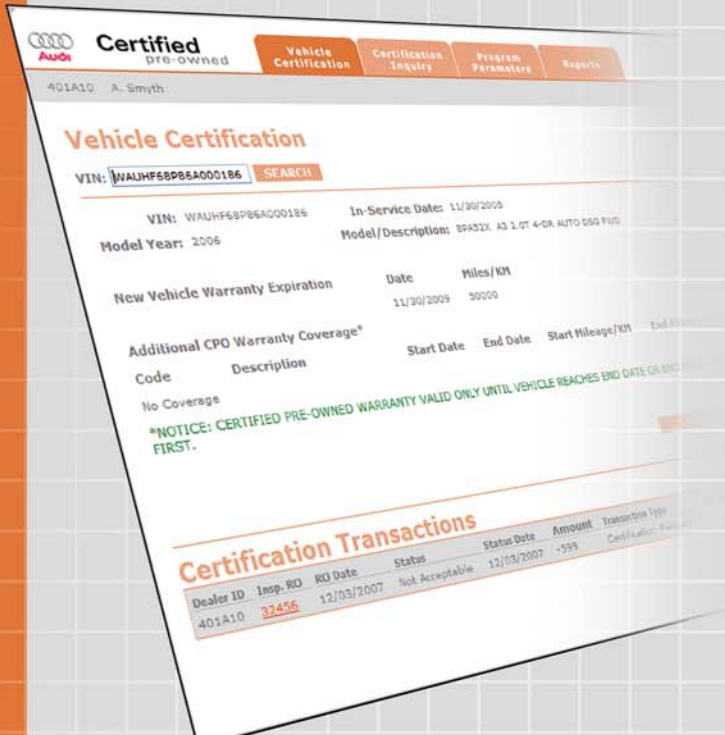 Audi
Certified
pre-owned
Vehicle Certification
Certification Inquiry
Program Parameters
Reports
401A10 A. Smyth
Vehicle Certification
VIN: WAUHF68P86A000186 SEARCH
VIN: WAUHF68P86A000186 In-Service Date: 11/30/2005
Model Year: 2006 Model/Description: 8PA52X A3 2.0T 4-DR AUTO DSG FWD
New Vehicle Warranty Expiration Date Miles/KM
11/30/2009 50000
Additional CPO Warranty Coverage*
Code Description Start Date End Date Start Mileage/KM End
No Coverage
*NOTICE: CERTIFIED PRE-OWNED WARRANTY VALID ONLY UNTIL VEHICLE REACHES END DATE OR
FIRST.
Certification Transactions
Dealer ID Insp. RO RO Date Status Status Date Amount Transaction Type
401A10 32456 12/03/2007 Not Acceptable 12/03/2007 -599 Certification